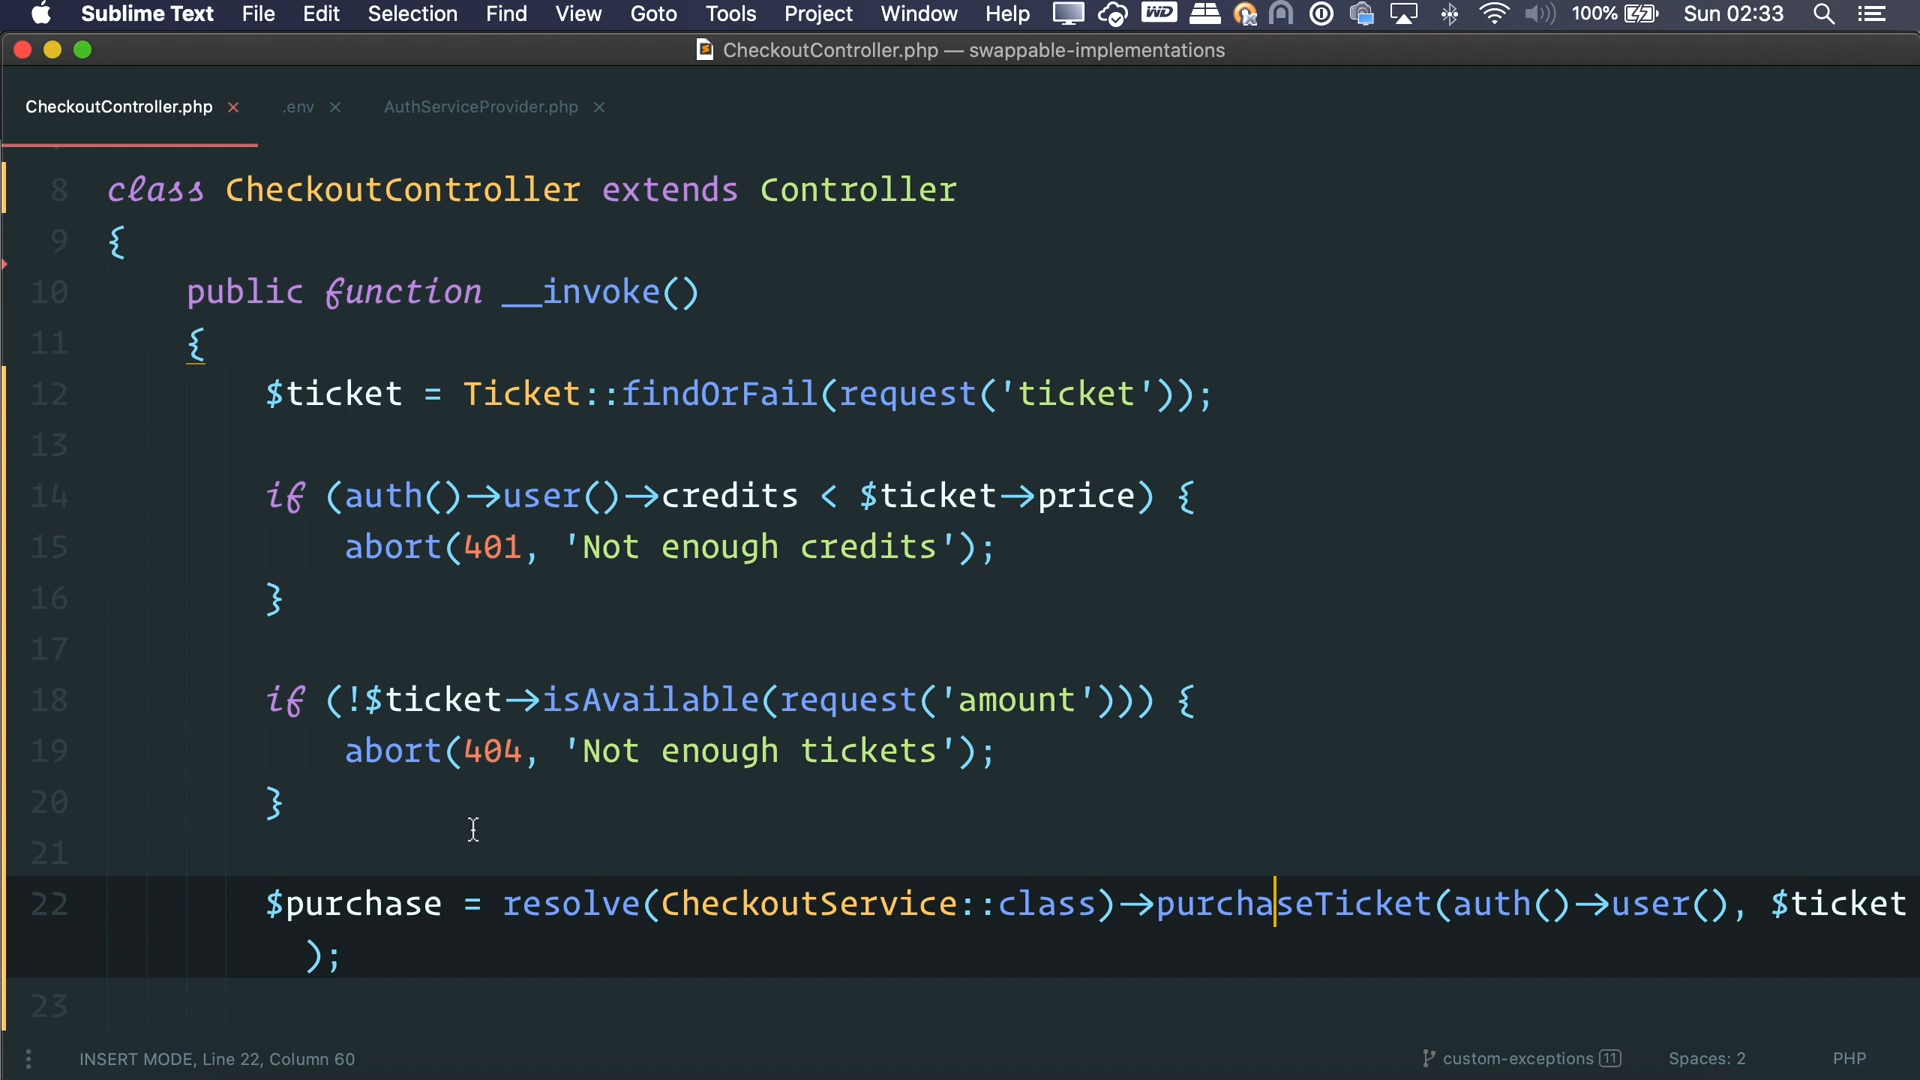 Sublime Text File Edit Selection Find View Goto Tools Project Window Help WD 100% Sun 02:33
CheckoutController.php — swappable-implementations
CheckoutController.php × .env × AuthServiceProvider.php ×
8 class CheckoutController extends Controller
9 {
10 public function __invoke()
11 {
12 $ticket = Ticket::findOrFail(request('ticket'));
13
14 if (auth()->user()->credits < $ticket->price) {
15 abort(401, 'Not enough credits');
16 }
17
18 if (!$ticket->isAvailable(request('amount'))) {
19 abort(404, 'Not enough tickets');
20 }
21
22 $purchase = resolve(CheckoutService::class)->purchaseTicket(auth()->user(), $ticket
);
23
INSERT MODE, Line 22, Column 60 custom-exceptions 11 Spaces: 2 PHP